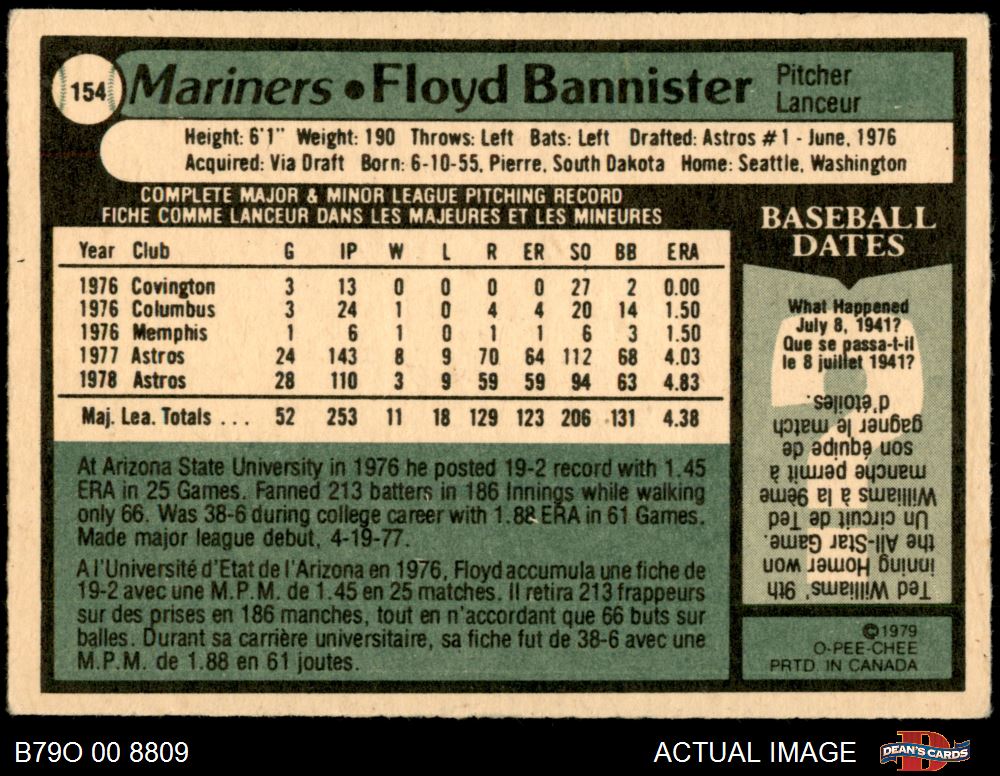 154
Mariners • Floyd Bannister
Pitcher
Lanceur
Height: 6'1" Weight: 190 Throws: Left Bats: Left Drafted: Astros #1 - June, 1976
Acquired: Via Draft Born: 6-10-55, Pierre, South Dakota Home: Seattle, Washington
COMPLETE MAJOR & MINOR LEAGUE PITCHING RECORD
FICHE COMME LANCEUR DANS LES MAJEURES ET LES MINEURES
Year Club G IP W L R ER SO BB ERA
1976 Covington 3 13 0 0 0 0 27 2 0.00
1976 Columbus 3 24 1 0 4 4 20 14 1.50
1976 Memphis 1 6 1 0 1 1 6 3 1.50
1977 Astros 24 143 8 9 70 64 112 68 4.03
1978 Astros 28 110 3 9 59 59 94 63 4.83
Maj. Lea. Totals ... 52 253 11 18 129 123 206 131 4.38
At Arizona State University in 1976 he posted 19-2 record with 1.45
ERA in 25 Games. Fanned 213 batters in 186 Innings while walking
only 66. Was 38-6 during college career with 1.88 ERA in 61 Games.
Made major league debut, 4-19-77.
A l'Université d'Etat de l'Arizona en 1976, Floyd accumula une fiche de
19-2 avec une M.P.M. de 1.45 en 25 matches. Il retira 213 frappeurs
sur des prises en 186 manches, tout en n'accordant que 66 buts sur
balles. Durant sa carrière universitaire, sa fiche fut de 38-6 avec une
M.P.M. de 1.88 en 61 joutes.
BASEBALL
DATES
What Happened
July 8, 1941?
Que se passa-t-il
le 8 juillet 1941?
Ted Williams' 9th
inning Homer won
the All-Star Game.
Un circuit de Ted
Williams à la 9ème
manche permit à
son équipe de
gagner le match
d'étoiles.
©1979
O-PEE-CHEE
PRTD. IN CANADA
B79O 00 8809
ACTUAL IMAGE
D
DEAN'S CARDS